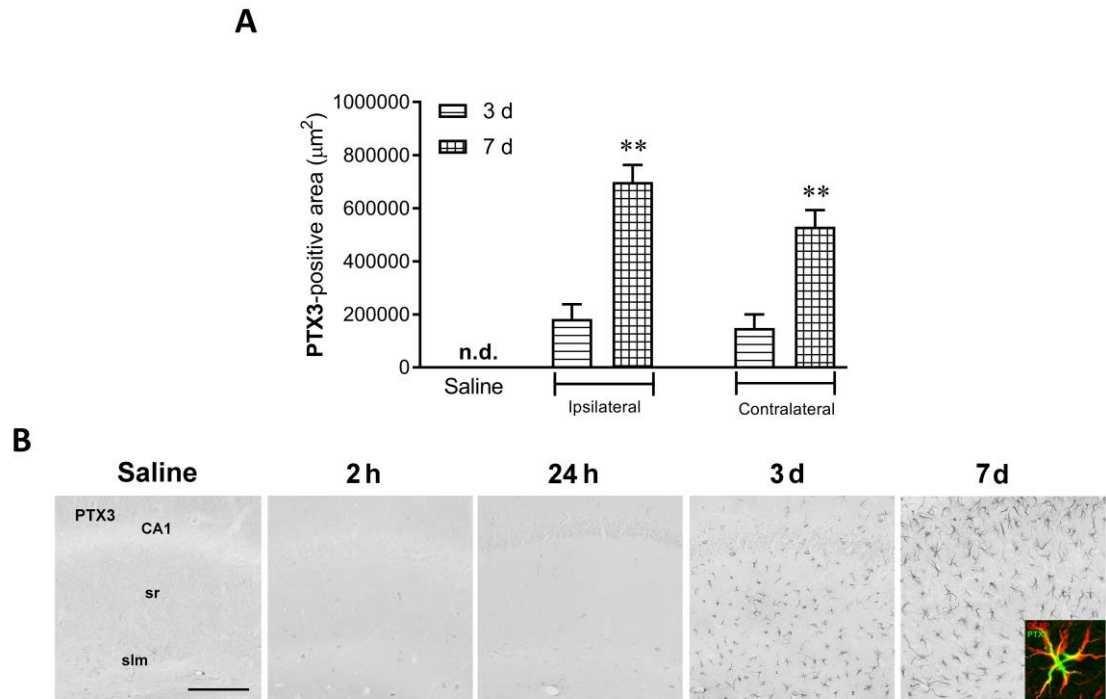 A
1000000
800000
600000
400000
200000
0
PTX3-positive area (μm²)
3 d
7 d
**
**
n.d.
Saline
Ipsilateral
Contralateral
B
Saline
2 h
24 h
3 d
7 d
PTX3
CA1
sr
slm
PTX3